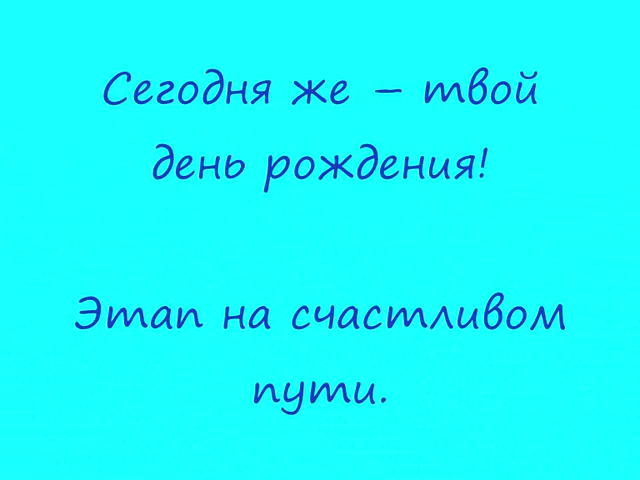 Сегодня же – твой
день рождения!
Этап на счастливом
пути.